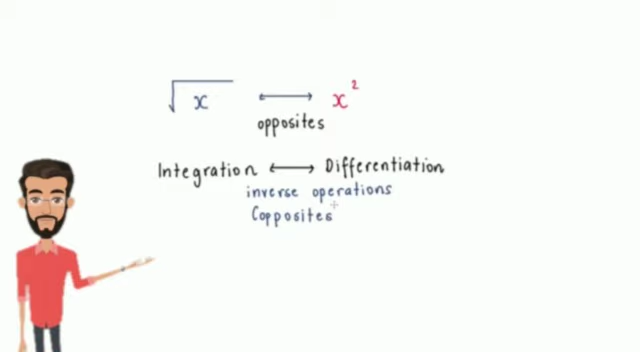 √x ⟷ x²
opposites
Integration ⟷ Differentiation
inverse operations
(opposites